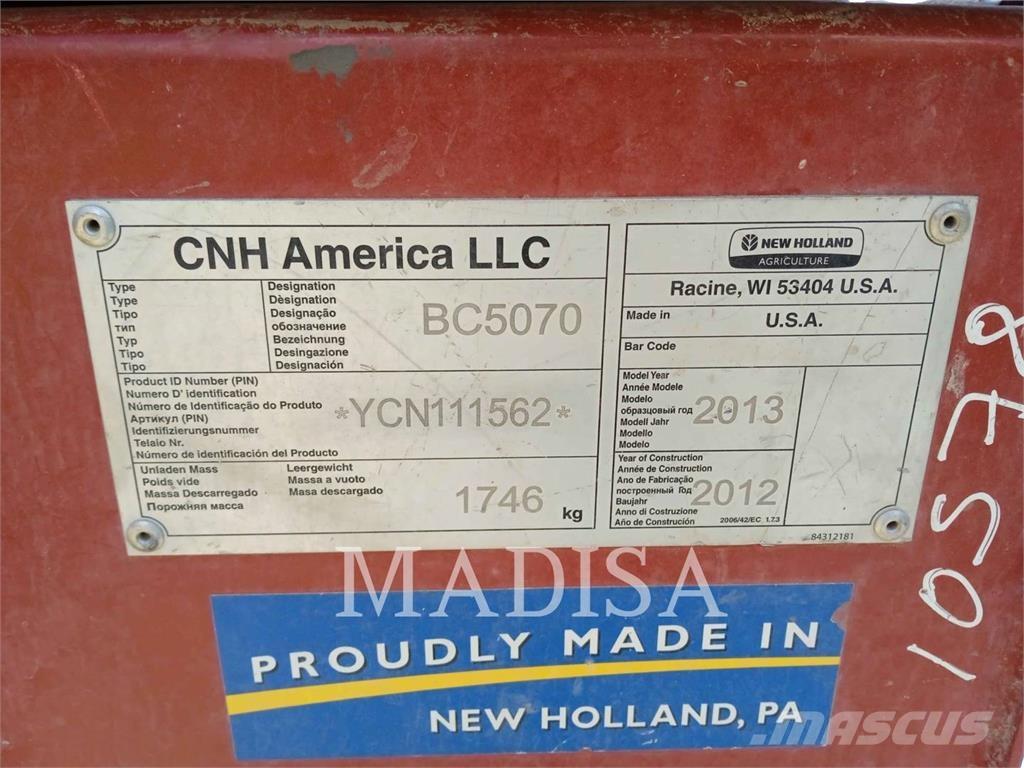 CNH America LLC
Type
Type
Tipo
тип
Typ
Tipo
Tipo
Designation
Dèsignation
Designação
обозначение
Bezeichnung
Desingazione
Designación
BC5070
Product ID Number (PIN)
Numero D' identification
Número de Identificação do Produto
Артикул (PIN)
Identifizierungsnummer
Telaio Nr.
Número de identificación del Producto
*YCN111562*
Unladen Mass
Poids vide
Massa Descarregado
Порожняя масса
Leergewicht
Massa a vuoto
Masa descargado
1746 kg
NEW HOLLAND
AGRICULTURE
Racine, WI 53404 U.S.A.
Made in U.S.A.
Bar Code
Model Year
Année Modele
Modelo
образцовый год
Modell Jahr
Modello
Modelo
2013
Year of Construction
Année de Construction
Ano de Fabricação
построенный Год
Baujahr
Anno di Costruzione
Año de Construción
2012
2006/42/EC 1.7.3
84312181
10578
MADISA
PROUDLY MADE IN
NEW HOLLAND, PA
MASCUS